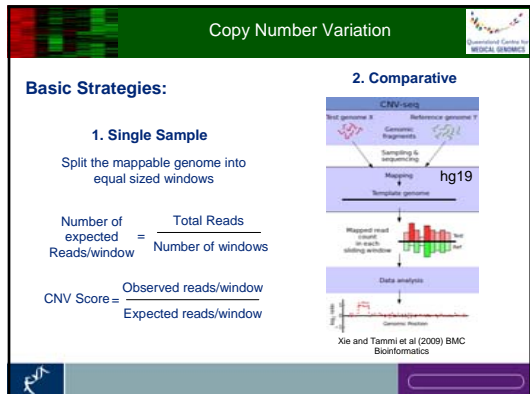 Copy Number Variation
Queensland Centre for
MEDICAL GENOMICS
Basic Strategies:
1. Single Sample
Split the mappable genome into
equal sized windows
Number of
expected
Reads/window
=
Total Reads
Number of windows
CNV Score =
Observed reads/window
Expected reads/window
2. Comparative
CNV-seq
Test genome X
Reference genome Y
Genomic
fragments
Sampling &
sequencing
Mapping
hg19
Template genome
Mapped read
count
in each
sliding window
Test
Ref
Data analysis
log₂ ratio
Genomic Position
Xie and Tammi et al (2009) BMC
Bioinformatics